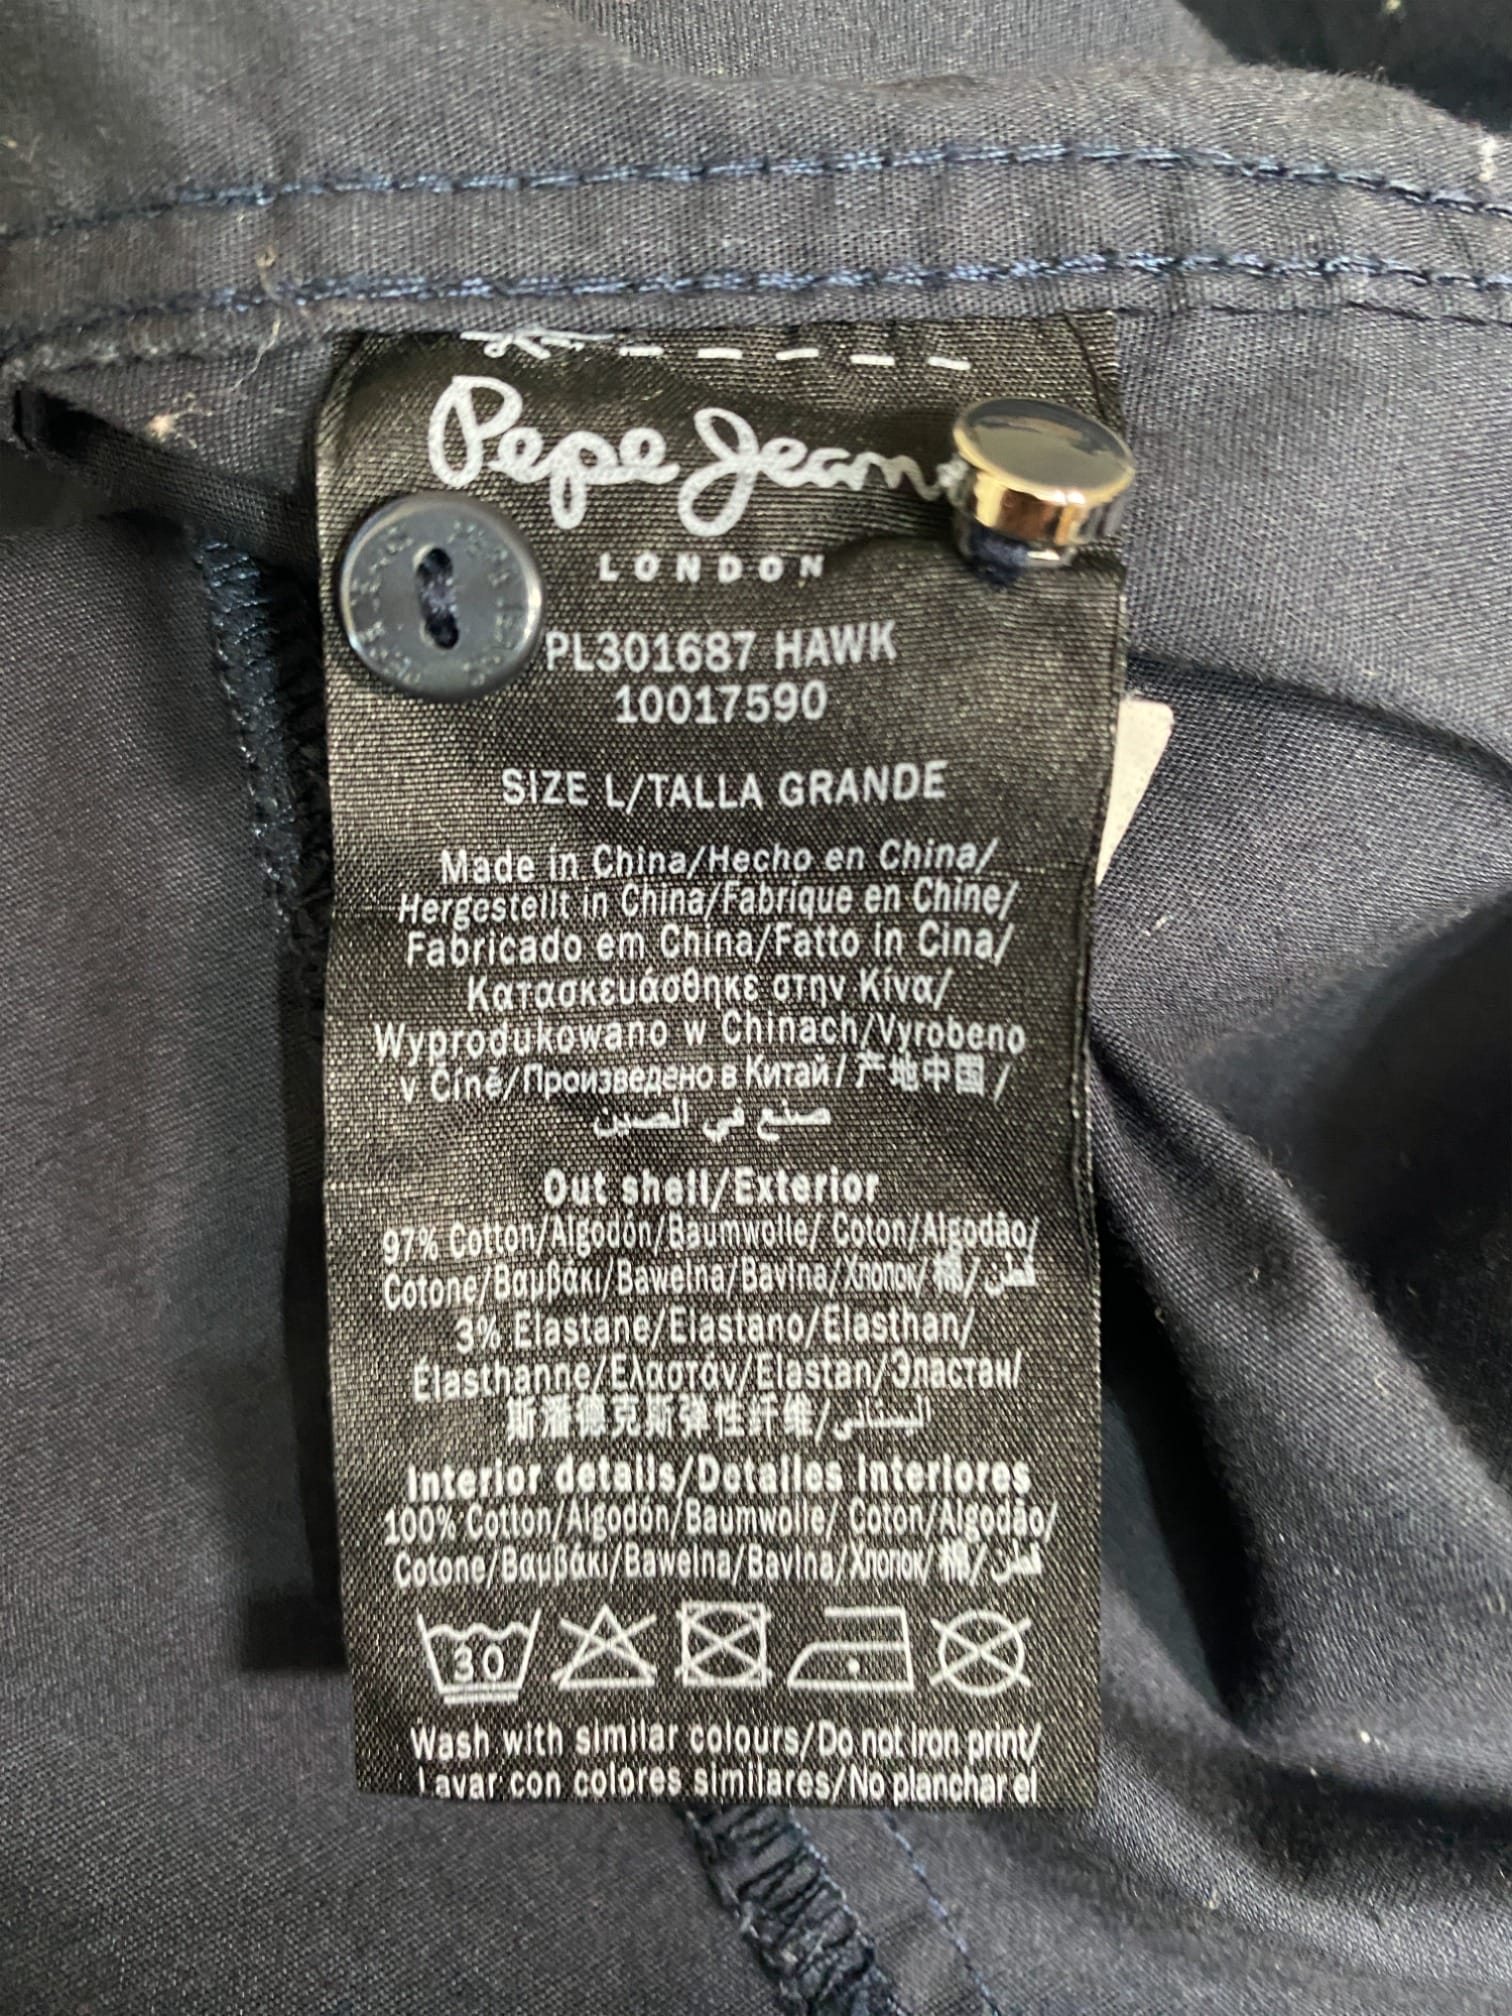 Pepe Jeans
LONDON
PL301687 HAWK
10017590
SIZE L/TALLA GRANDE
Made in China/Hecho en China/
Hergestellt in China/Fabrique en Chine/
Fabricado em China/Fatto in Cina/
Κατασκευάσθηκε στην Κίνα/
Wyprodukowano w Chinach/Vyrobeno
v Číně/Произведено в Китай/产地中国/
صنع في الصين
Out shell/Exterior
97% Cotton/Algodón/Baumwolle/ Coton/Algodão/
Cotone/Βαμβάκι/Bawełna/Bavlna/Хлопок/棉/قطن
3% Elastane/Elastano/Elasthan/
Élasthanne/Ελαστάν/Elastan/Эластан/
斯潘德克斯弹性纤维/
Interior details/Detalles Interiores
100% Cotton/Algodón/Baumwolle/ Coton/Algodão/
Cotone/Βαμβάκι/Bawełna/Bavlna/Хлопок/棉/قطن
30
Wash with similar colours/Do not iron print/
Lavar con colores similares/No planchar el